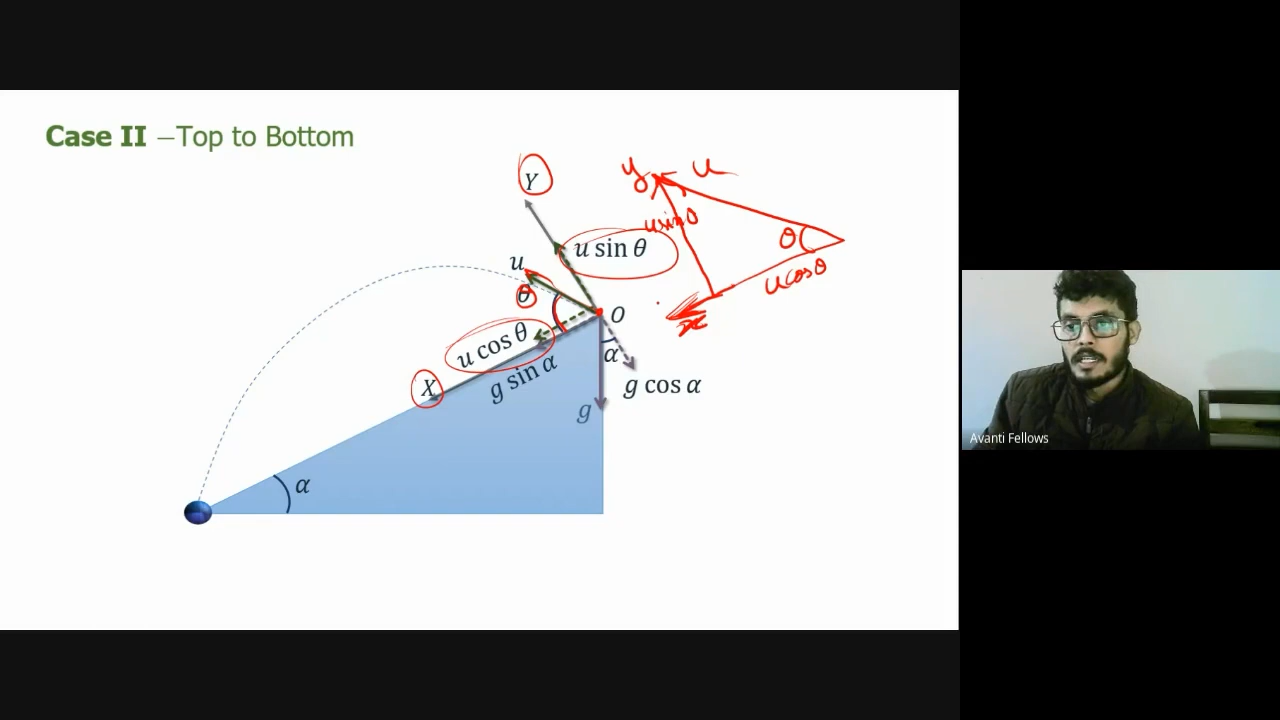 Case II – Top to Bottom
Y
y u
u sin θ
u sin θ
u
θ
θ
O
u cos θ
u cos θ
x
α
g sin α
X
g cos α
g
α
Avanti Fellows